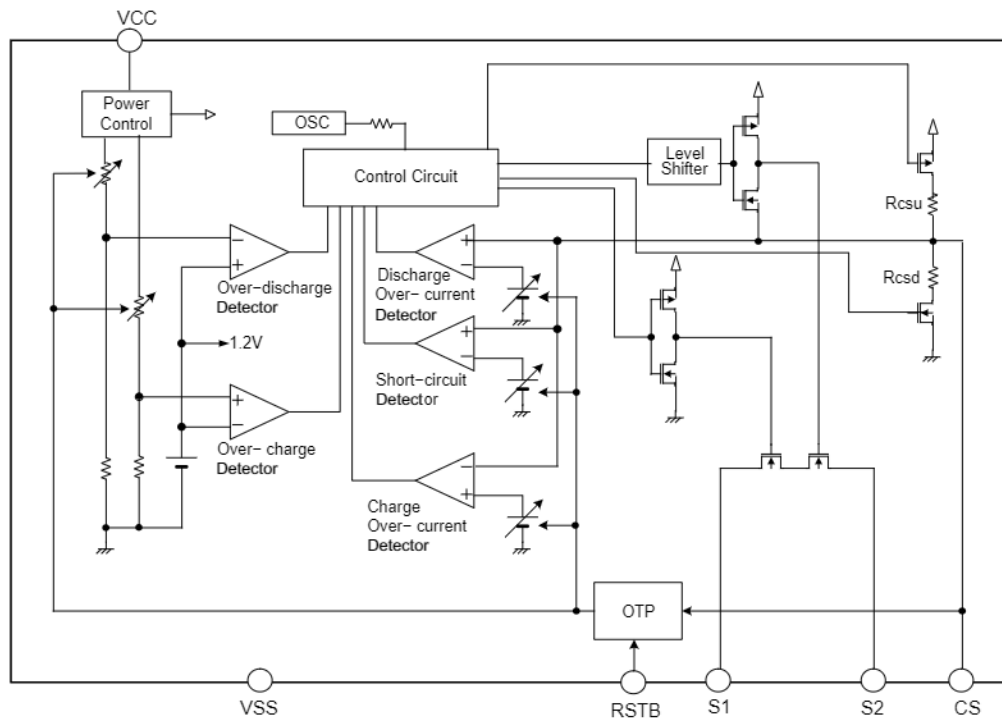 VCC
Power
Control
OSC
Control Circuit
Level
Shifter
Rcsu
Rcsd
−
+
Over-discharge
Detector
1.2V
+
−
Over− charge
Detector
+
−
Discharge
Over− current
Detector
+
−
Short-circuit
Detector
−
+
Charge
Over− current
Detector
OTP
VSS
RSTB
S1
S2
CS